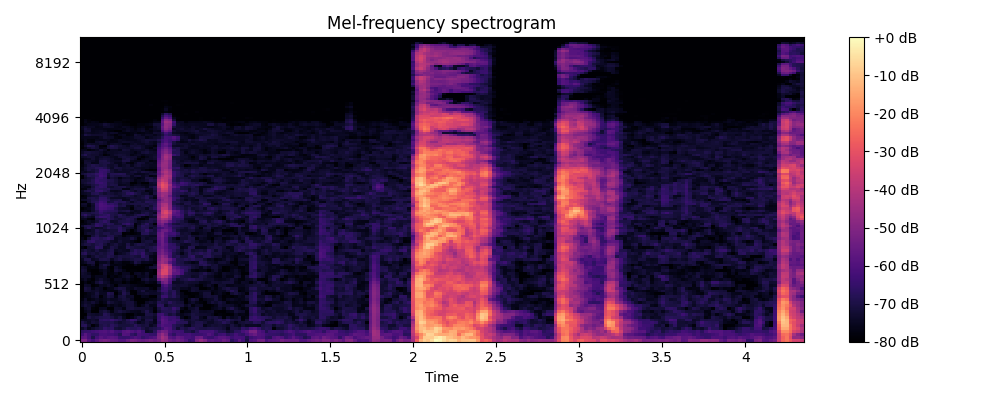 Mel-frequency spectrogram
8192
4096
2048
1024
512
0
Hz
0 0.5 1 1.5 2 2.5 3 3.5 4
Time
+0 dB
-10 dB
-20 dB
-30 dB
-40 dB
-50 dB
-60 dB
-70 dB
-80 dB